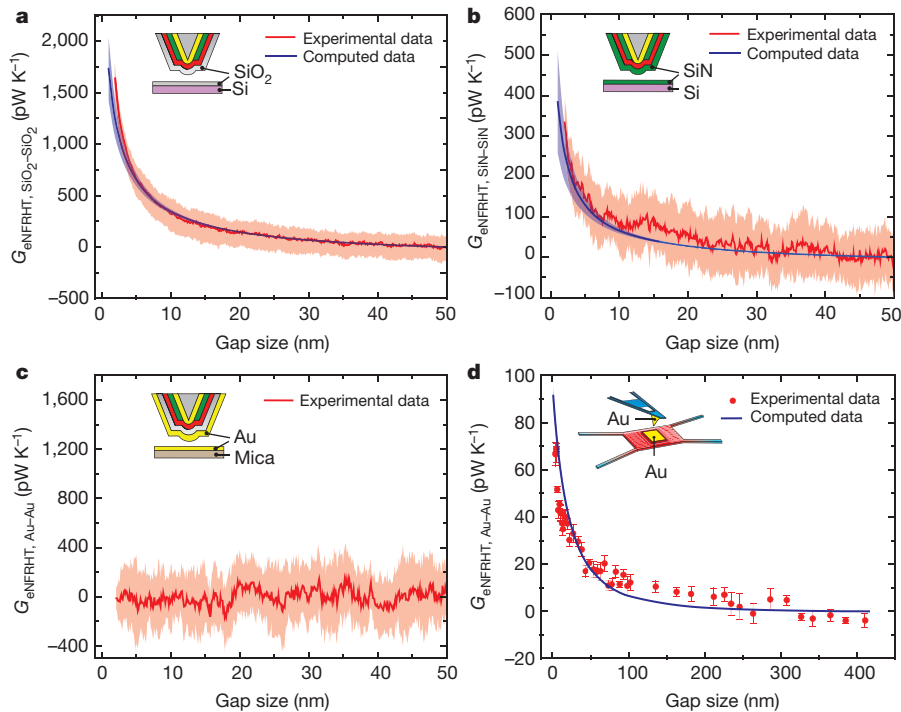 a
2,000
1,500
1,000
500
0
−500
0 10 20 30 40 50
Gap size (nm)
G eNFRHT, SiO2–SiO2 (pW K−1)
Experimental data
Computed data
SiO2
Si
b
600
500
400
300
200
100
0
−100
0 10 20 30 40 50
Gap size (nm)
G eNFRHT, SiN–SiN (pW K−1)
Experimental data
Computed data
SiN
Si
c
1,600
1,200
800
400
0
−400
0 10 20 30 40 50
Gap size (nm)
G eNFRHT, Au–Au (pW K−1)
Experimental data
Au
Mica
d
100
80
60
40
20
0
−20
0 100 200 300 400
Gap size (nm)
G eNFRHT, Au–Au (pW K−1)
Experimental data
Computed data
Au
Au